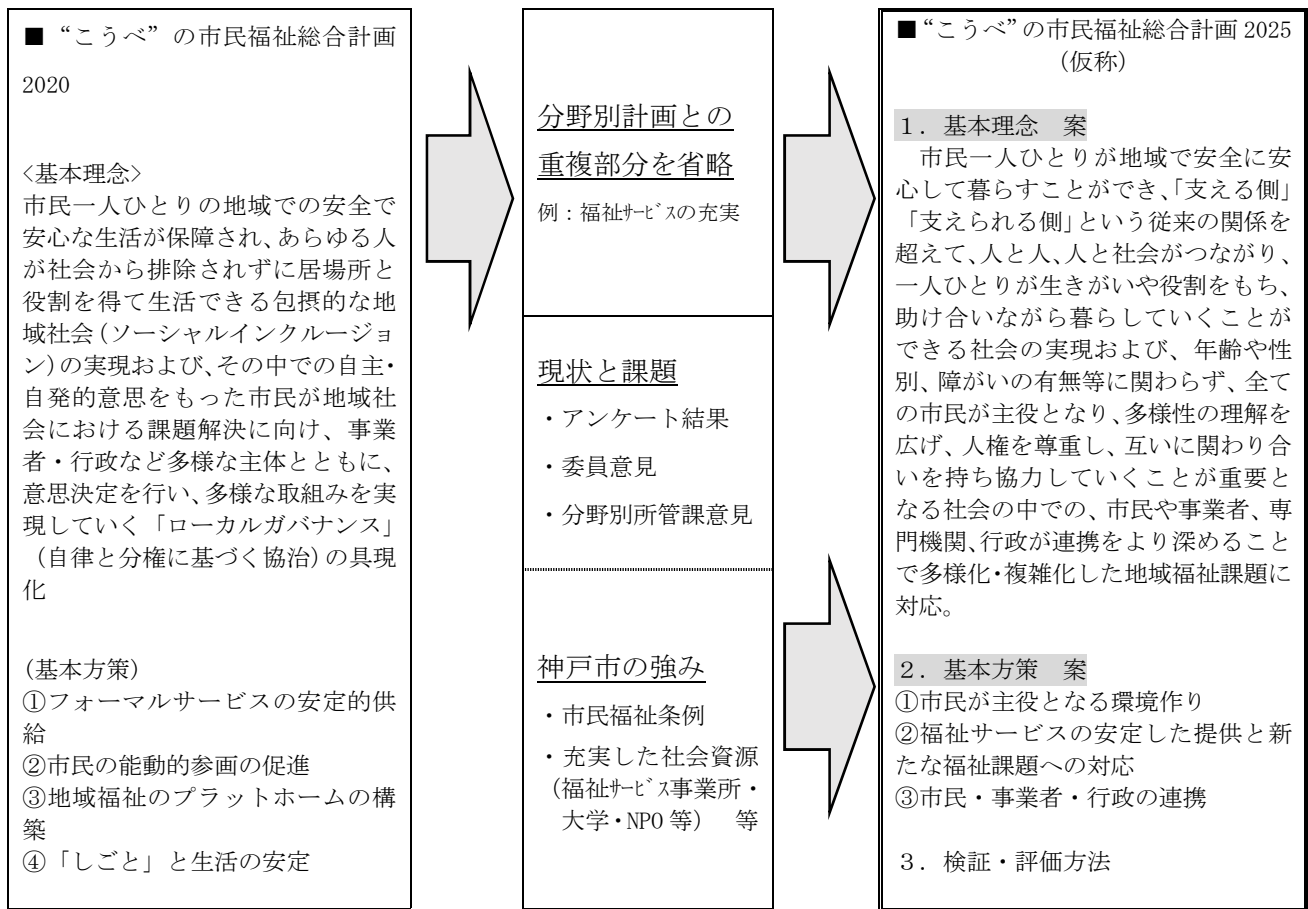 ■ “こうべ”の市民福祉総合計画
2020
<基本理念>
市民一人ひとりの地域での安全で
安心な生活が保障され、あらゆる人
が社会から排除されずに居場所と
役割を得て生活できる包摂的な地
域社会(ソーシャルインクルージョ
ン)の実現および、その中での自主・
自発的意思をもった市民が地域社
会における課題解決に向け、事業
者・行政など多様な主体とともに、
意思決定を行い、多様な取組みを実
現していく「ローカルガバナンス」
(自律と分権に基づく協治)の具現
化
(基本方策)
①フォーマルサービスの安定的供
給
②市民の能動的参画の促進
③地域福祉のプラットホームの構
築
④「しごと」と生活の安定
分野別計画との
重複部分を省略
例：福祉ｻｰﾋﾞｽの充実
現状と課題
・アンケート結果
・委員意見
・分野別所管課意見
神戸市の強み
・市民福祉条例
・充実した社会資源
(福祉ｻｰﾋﾞｽ事業所・
大学・NPO 等) 等
■“こうべ”の市民福祉総合計画 2025
(仮称)
１．基本理念　案
市民一人ひとりが地域で安全に安
心して暮らすことができ、「支える側」
「支えられる側」という従来の関係を
超えて、人と人、人と社会がつながり、
一人ひとりが生きがいや役割をもち、
助け合いながら暮らしていくことが
できる社会の実現および、年齢や性
別、障がいの有無等に関わらず、全て
の市民が主役となり、多様性の理解を
広げ、人権を尊重し、互いに関わり合
いを持ち協力していくことが重要と
なる社会の中での、市民や事業者、専
門機関、行政が連携をより深めること
で多様化・複雑化した地域福祉課題に
対応。
２．基本方策　案
①市民が主役となる環境作り
②福祉サービスの安定した提供と新
たな福祉課題への対応
③市民・事業者・行政の連携
３．検証・評価方法